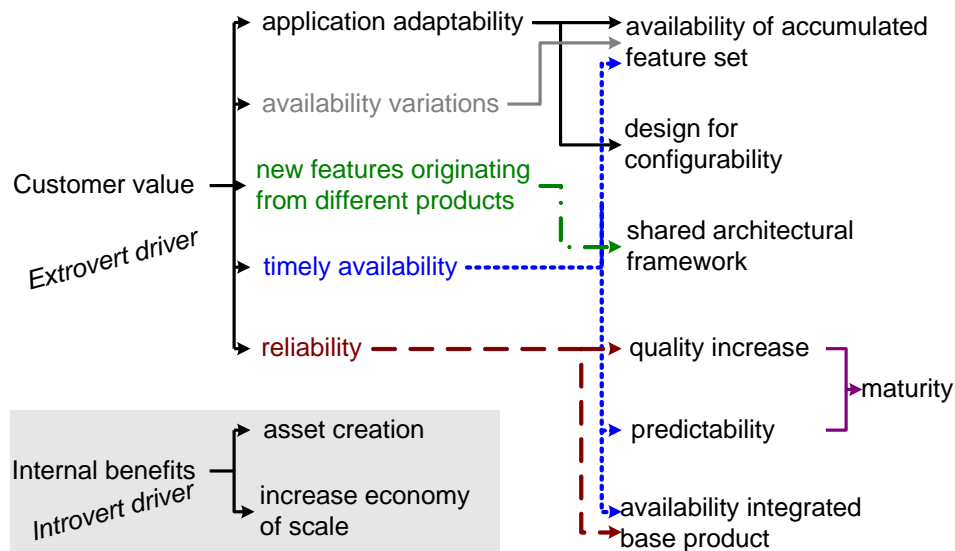 application adaptability
availability of accumulated
feature set
availability variations
design for
configurability
Customer value
new features originating
from different products
shared architectural
framework
Extrovert driver
timely availability
reliability
quality increase
maturity
asset creation
predictability
Internal benefits
Introvert driver
increase economy
of scale
availability integrated
base product